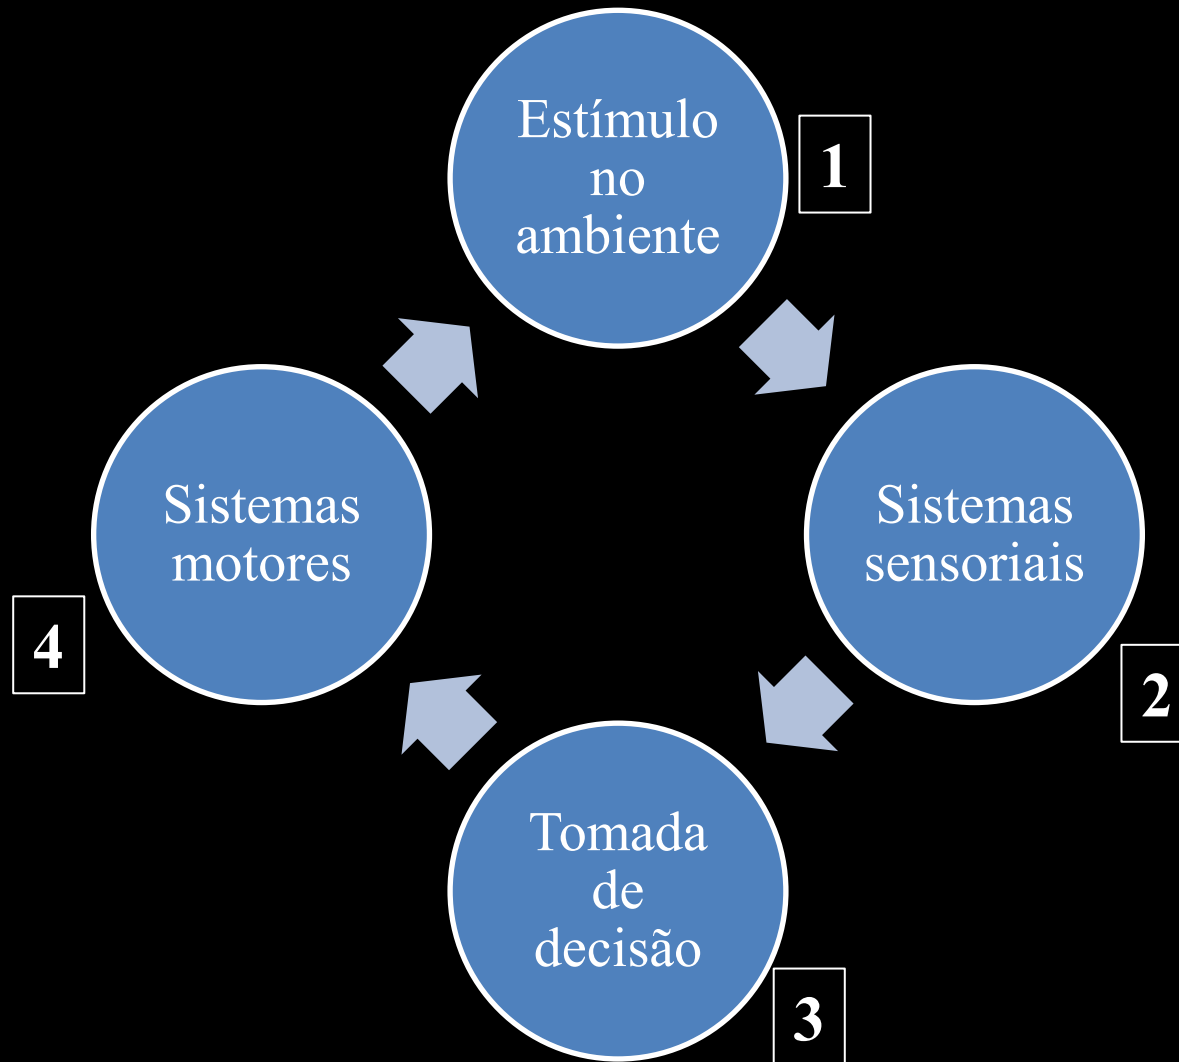 Estímulo
no
ambiente
1
Sistemas
sensoriais
2
Tomada
de
decisão
3
Sistemas
motores
4